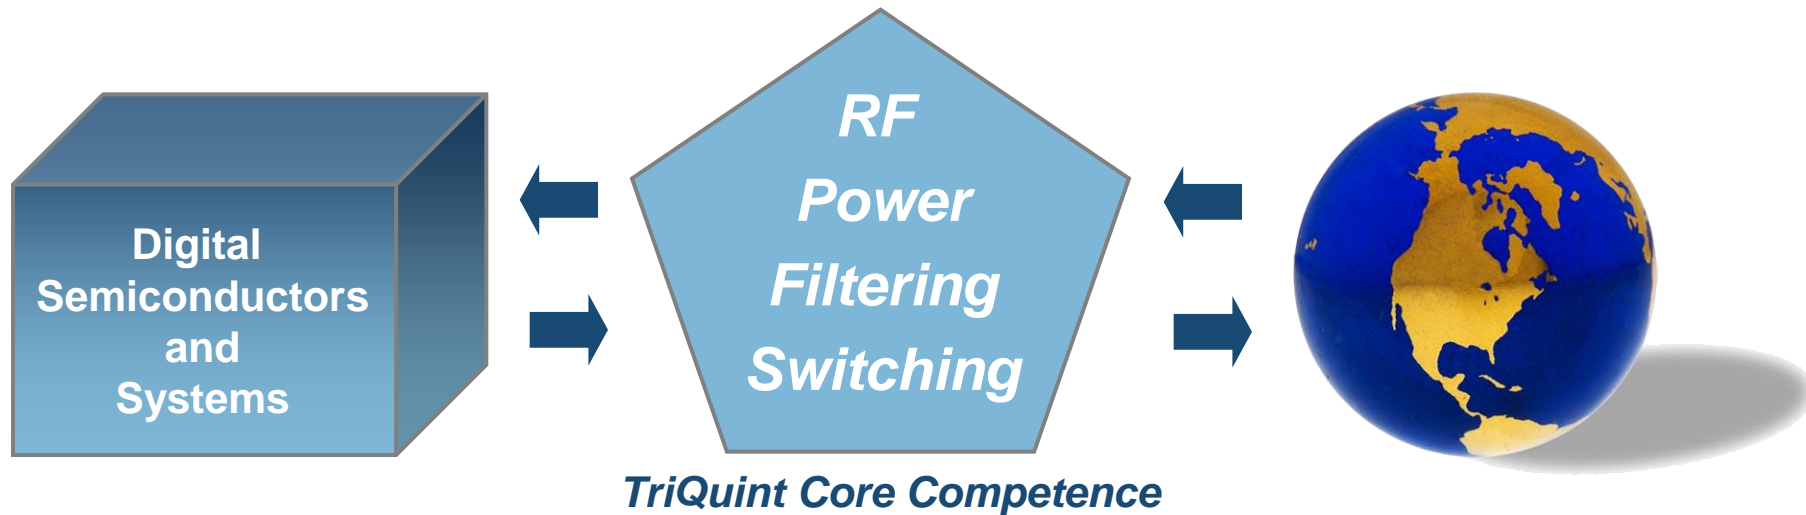 Digital
Semiconductors
and
Systems
RF
Power
Filtering
Switching
TriQuint Core Competence